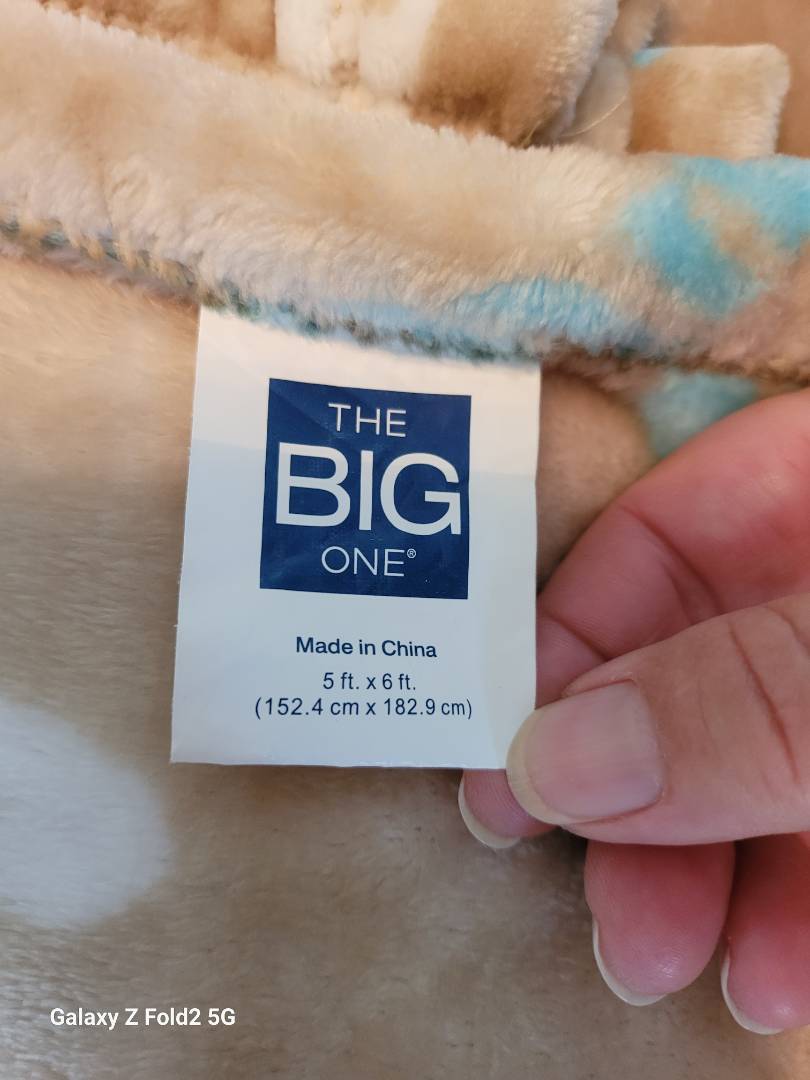 THE
BIG
ONE®
Made in China
5 ft. x 6 ft.
(152.4 cm x 182.9 cm)
Galaxy Z Fold2 5G